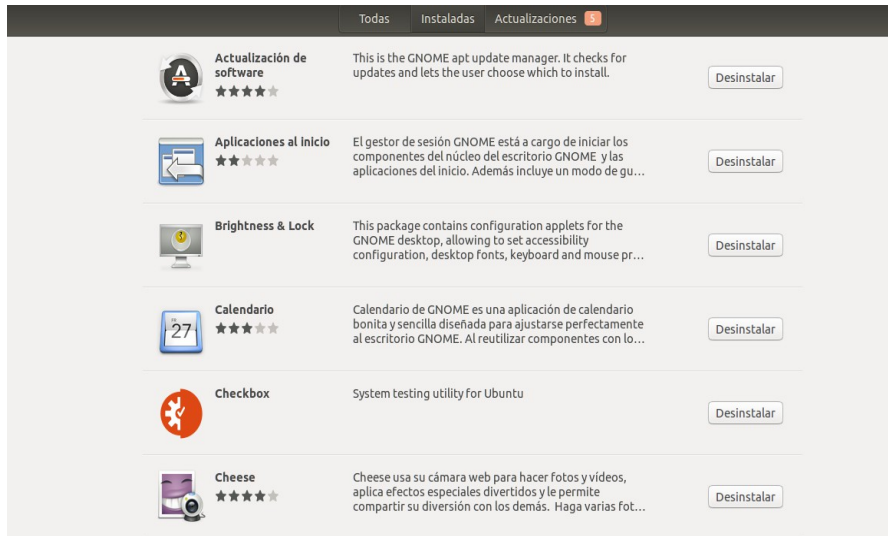 Todas Instaladas Actualizaciones 5
Actualización de
software
This is the GNOME apt update manager. It checks for
updates and lets the user choose which to install.
Desinstalar
Aplicaciones al inicio
El gestor de sesión GNOME está a cargo de iniciar los
componentes del núcleo del escritorio GNOME y las
aplicaciones del inicio. Además incluye un modo de gu...
Desinstalar
Brightness & Lock
This package contains configuration applets for the
GNOME desktop, allowing to set accessibility
configuration, desktop fonts, keyboard and mouse pr...
Desinstalar
Calendario
27
Calendario de GNOME es una aplicación de calendario
bonita y sencilla diseñada para ajustarse perfectamente
al escritorio GNOME. Al reutilizar componentes con lo...
Desinstalar
Checkbox
System testing utility for Ubuntu
Desinstalar
Cheese
Cheese usa su cámara web para hacer fotos y vídeos,
aplica efectos especiales divertidos y le permite
compartir su diversión con los demás. Haga varias fot...
Desinstalar